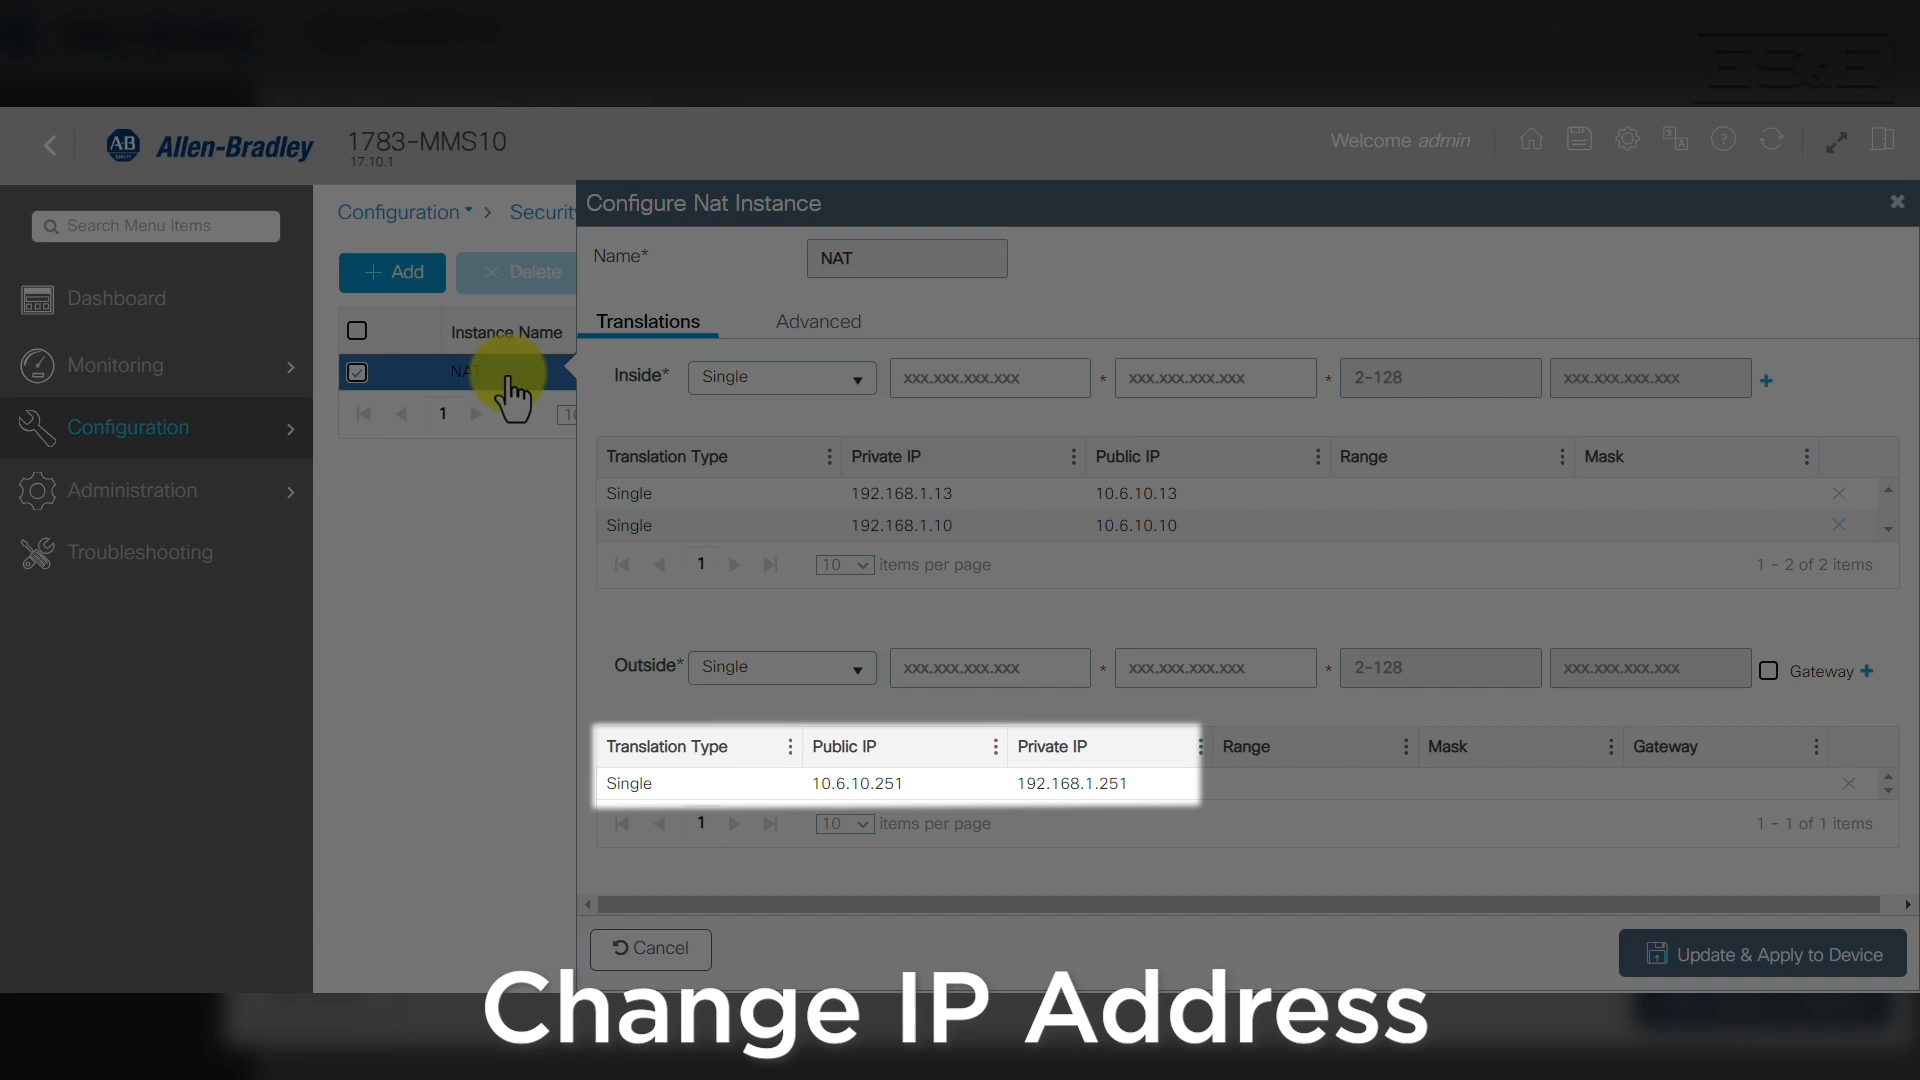 AB
Allen-Bradley
1783-MMS10
17.10.1
Welcome admin
Search Menu Items
Dashboard
Monitoring
Configuration
Administration
Troubleshooting
Configuration > Security
+ Add
× Delete
Instance Name
NAT
1
10
Configure Nat Instance
Name*
NAT
Translations
Advanced
Inside*
Single
xxx.xxx.xxx.xxx * xxx.xxx.xxx.xxx * 2-128 xxx.xxx.xxx.xxx +
Translation Type Private IP Public IP Range Mask
Single 192.168.1.13 10.6.10.13
Single 192.168.1.10 10.6.10.10
1 10 items per page 1 - 2 of 2 items
Outside* Single xxx.xxx.xxx.xxx * xxx.xxx.xxx.xxx * 2-128 xxx.xxx.xxx.xxx Gateway +
Translation Type Public IP Private IP Range Mask Gateway
Single 10.6.10.251 192.168.1.251
1 10 items per page 1 - 1 of 1 items
Cancel
Update & Apply to Device
Change IP Address